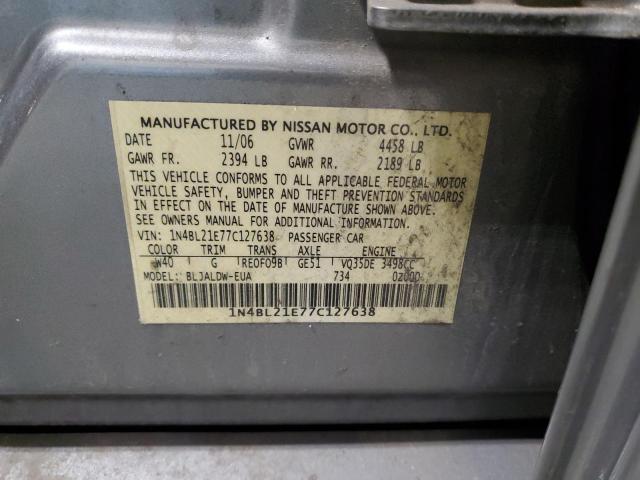 MANUFACTURED BY NISSAN MOTOR CO., LTD.
DATE 11/06 GVWR 4458 LB
GAWR FR. 2394 LB GAWR RR. 2189 LB
THIS VEHICLE CONFORMS TO ALL APPLICABLE FEDERAL MOTOR
VEHICLE SAFETY, BUMPER AND THEFT PREVENTION STANDARDS
IN EFFECT ON THE DATE OF MANUFACTURE SHOWN ABOVE.
SEE OWNERS MANUAL FOR ADDITIONAL INFORMATION.
VIN: 1N4BL21E77C127638 PASSENGER CAR
COLOR TRIM TRANS AXLE ENGINE
W40 G RE0F09B GE51 VQ35DE 3498CC
MODEL: BLJALDW-EUA 734 0z000-
1N4BL21E77C127638